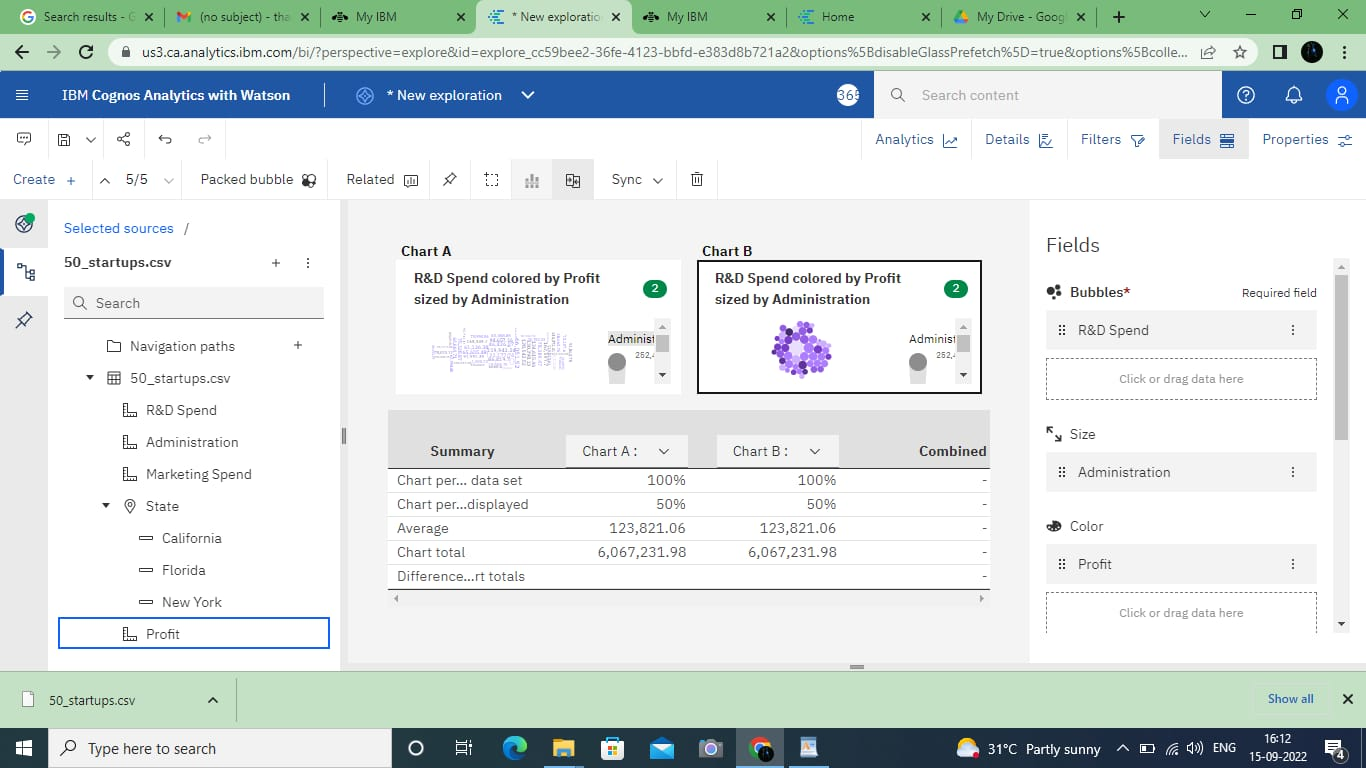 Search results - G
(no subject) - tha
My IBM
* New exploratio
My IBM
Home
My Drive - Goog
us3.ca.analytics.ibm.com/bi/?perspective=explore&id=explore_cc59bee2-36fe-4123-bbfd-e383d8b721a2&options%5BdisableGlassPrefetch%5D=true&options%5Bcolle...
IBM Cognos Analytics with Watson
* New exploration
365
Search content
Analytics
Details
Filters
Fields
Properties
Create +
5/5
Packed bubble
Related
Sync
Selected sources /
50_startups.csv
Search
Navigation paths
50_startups.csv
R&D Spend
Administration
Marketing Spend
State
California
Florida
New York
Profit
Chart A
R&D Spend colored by Profit
sized by Administration
2
Administ
252,4
Chart B
R&D Spend colored by Profit
sized by Administration
2
Administ
252,4
Summary Chart A : Chart B : Combined
Chart per... data set 100% 100% -
Chart per...displayed 50% 50% -
Average 123,821.06 123,821.06 -
Chart total 6,067,231.98 6,067,231.98 -
Difference...rt totals -
Fields
Bubbles* Required field
R&D Spend
Click or drag data here
Size
Administration
Color
Profit
Click or drag data here
50_startups.csv
Show all
Type here to search
31°C Partly sunny
ENG
16:12
15-09-2022
4